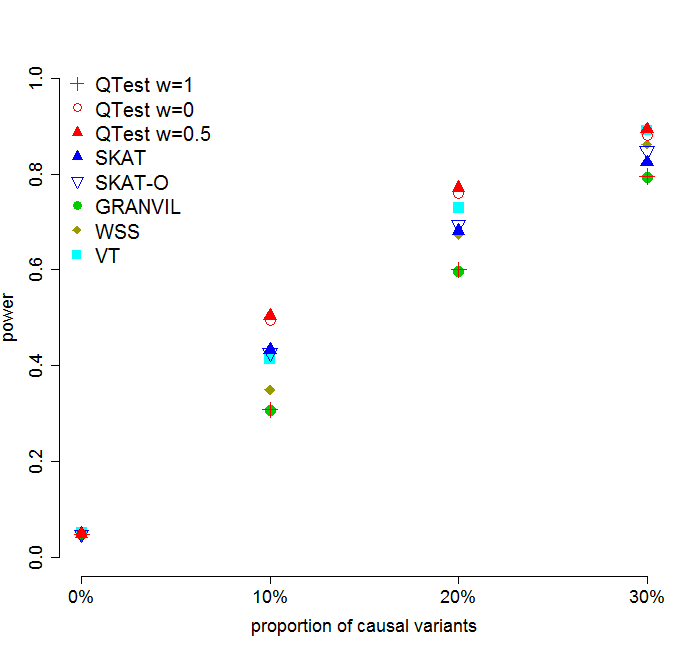 QTest w=1
QTest w=0
QTest w=0.5
SKAT
SKAT-O
GRANVIL
WSS
VT
power
1.0
0.8
0.6
0.4
0.2
0.0
0% 10% 20% 30%
proportion of causal variants